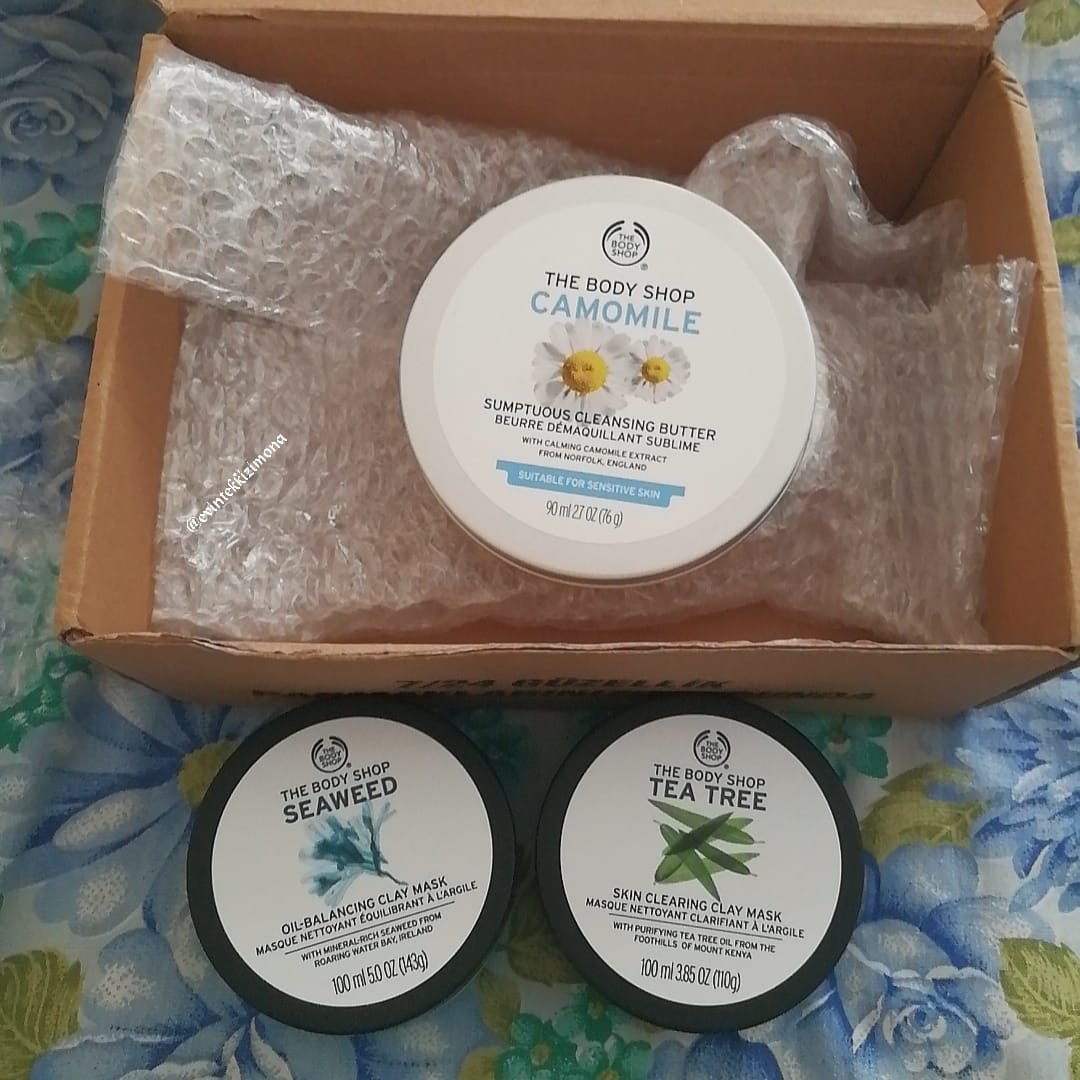 THE
BODY
SHOP
®
THE BODY SHOP
CAMOMILE
SUMPTUOUS CLEANSING BUTTER
BEURRE DÉMAQUILLANT SUBLIME
WITH CALMING CAMOMILE EXTRACT
FROM NORFOLK, ENGLAND
SUITABLE FOR SENSITIVE SKIN
90 ml 2.7 OZ (76 g)
@evintekkizimona
7/24 GÜZELLİK
THE
BODY
SHOP
®
THE BODY SHOP
SEAWEED
OIL-BALANCING CLAY MASK
MASQUE NETTOYANT ÉQUILIBRANT À L'ARGILE
WITH MINERAL-RICH SEAWEED FROM
ROARING WATER BAY, IRELAND
100 ml 5.0 OZ (143g)
THE
BODY
SHOP
®
THE BODY SHOP
TEA TREE
SKIN CLEARING CLAY MASK
MASQUE NETTOYANT CLARIFIANT À L'ARGILE
WITH PURIFYING TEA TREE OIL FROM THE
FOOTHILLS OF MOUNT KENYA
100 ml 3.85 OZ (110g)